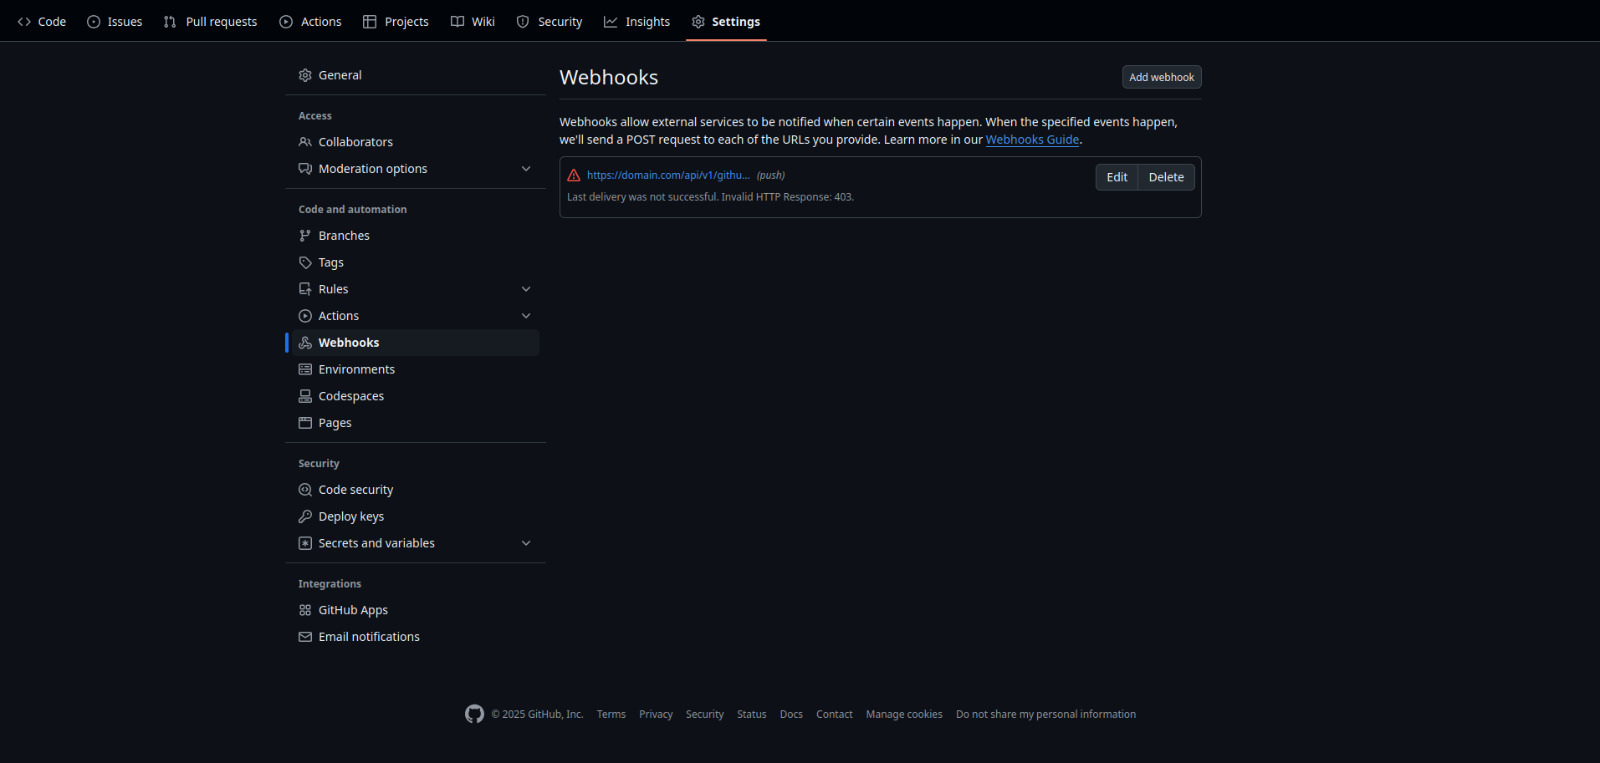 Code Issues Pull requests Actions Projects Wiki Security Insights Settings
General
Access
Collaborators
Moderation options
Code and automation
Branches
Tags
Rules
Actions
Webhooks
Environments
Codespaces
Pages
Security
Code security
Deploy keys
Secrets and variables
Integrations
GitHub Apps
Email notifications
Webhooks
Add webhook
Webhooks allow external services to be notified when certain events happen. When the specified events happen,
we'll send a POST request to each of the URLs you provide. Learn more in our Webhooks Guide.
https://domain.com/api/v1/githu... (push)
Edit Delete
Last delivery was not successful. Invalid HTTP Response: 403.
© 2025 GitHub, Inc. Terms Privacy Security Status Docs Contact Manage cookies Do not share my personal information